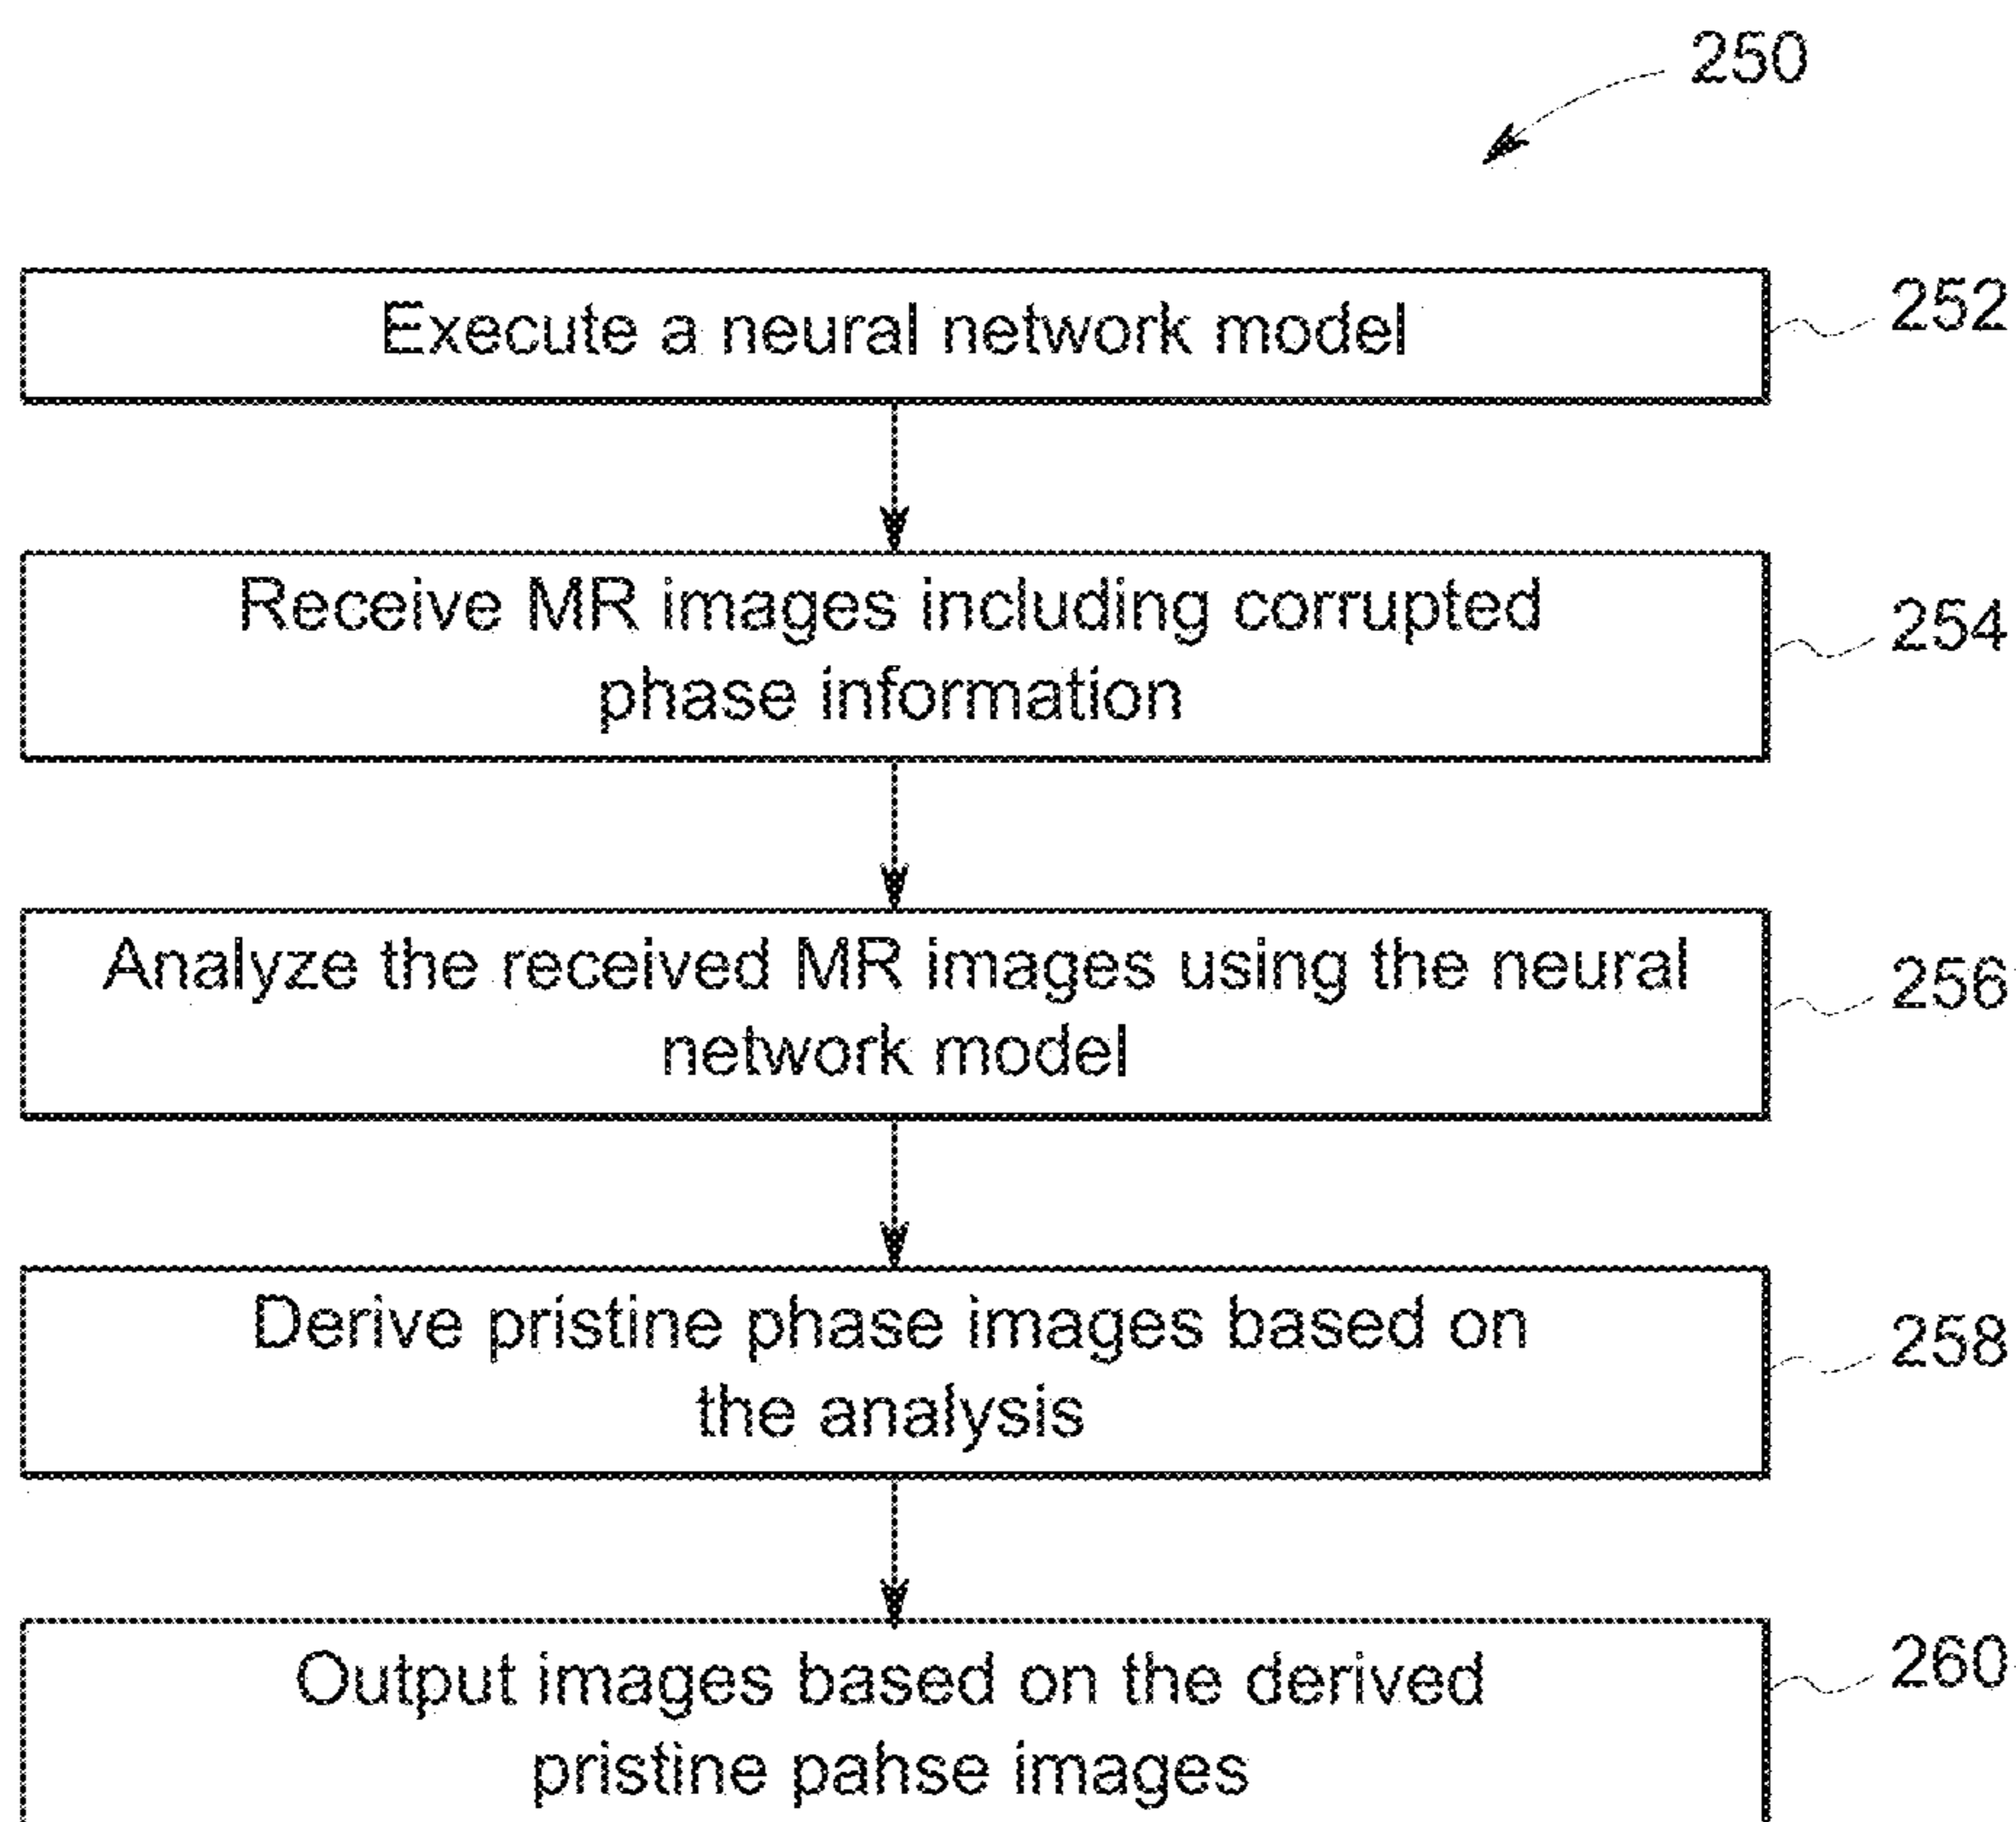 250
Execute a neural network model
252
Receive MR images including corrupted
phase information
254
Analyze the received MR images using the neural
network model
256
Derive pristine phase images based on
the analysis
258
Output images based on the derived
pristine pahse images
260